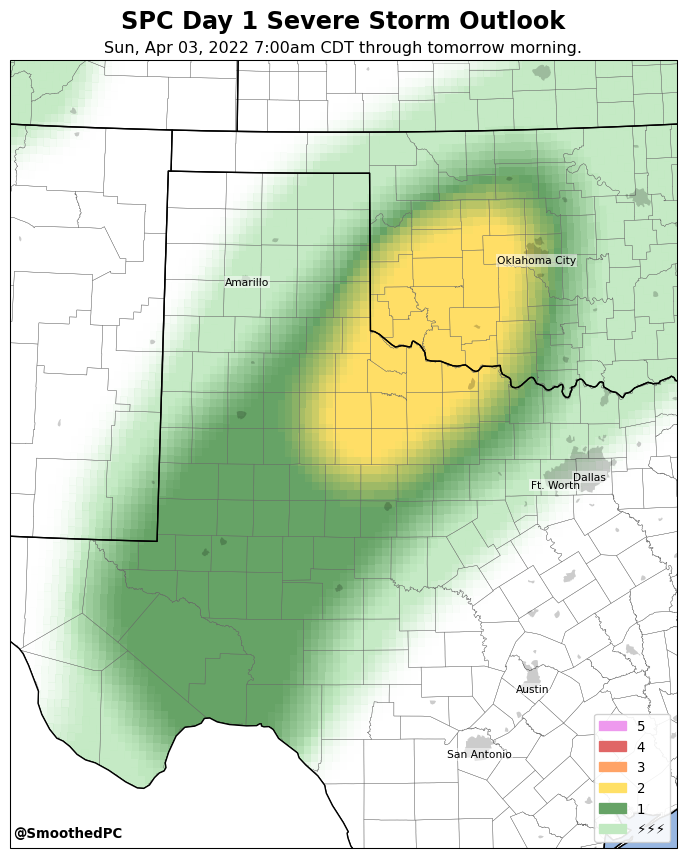 SPC Day 1 Severe Storm Outlook
Sun, Apr 03, 2022 7:00am CDT through tomorrow morning.
Oklahoma City
Amarillo
Dallas
Ft. Worth
Austin
San Antonio
5
4
3
2
1
⚡⚡⚡
@SmoothedPC